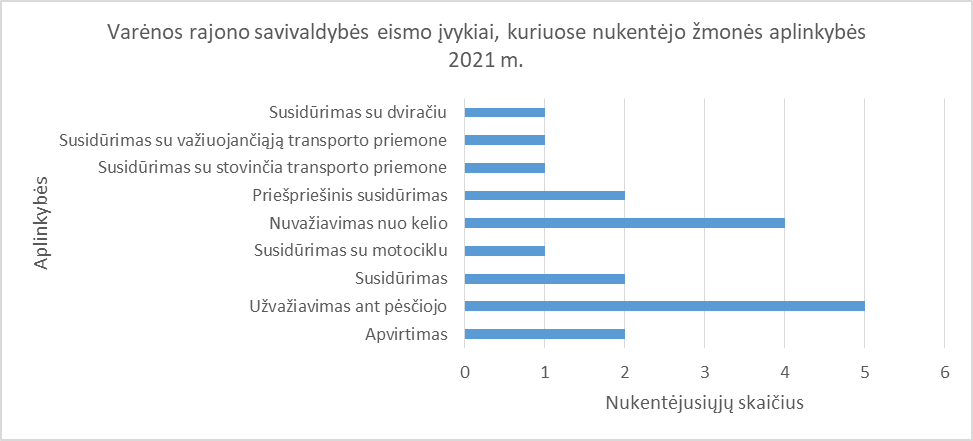 Varėnos rajono savivaldybės eismo įvykiai, kuriuose nukentėjo žmonės aplinkybės
2021 m.
Aplinkybės
Susidūrimas su dviračiu
Susidūrimas su važiuojančiąją transporto priemone
Susidūrimas su stovinčia transporto priemone
Priešpriešinis susidūrimas
Nuvažiavimas nuo kelio
Susidūrimas su motociklu
Susidūrimas
Užvažiavimas ant pėsčiojo
Apvirtimas
0 1 2 3 4 5 6
Nukentėjusiųjų skaičius